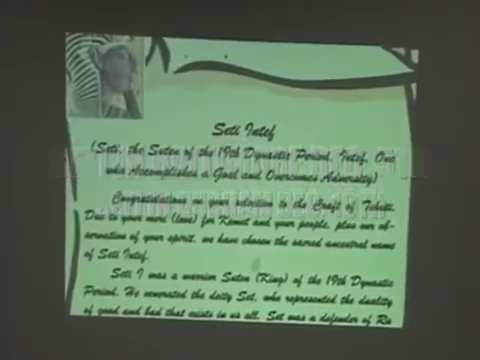 Seti Intef
(Seti, the Suten of the 19th Dynastic Period, Intef, One
who Accomplishes a Goal and Overcomes Adversity)
Congratulations on your selection to the Craft of Tehuti.
Due to your meri (love) for Kemet and your people, plus our ob-
servation of your spirit, we have chosen the sacred ancestral name
of Seti Intef.
Seti I was a warrior Suten (King) of the 19th Dynastic
Period. He venerated the deity Set, who represented the duality
of good and bad that exists in us all. Set was a defender of Ra